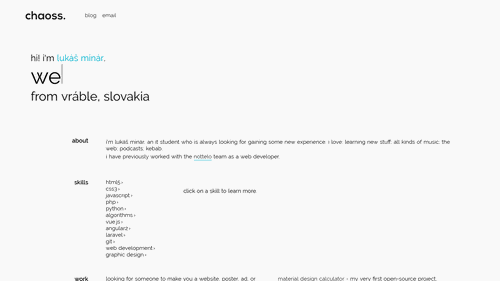 chaoss.
blog email
hi! i'm lukáš minár.
we
from vráble, slovakia
about
i'm lukáš minár, an it student who is always looking for gaining some new experience. i love: learning new stuff; all kinds of music; the
web; podcasts; kebab.
i have previously worked with the nottelo team as a web developer
skills
html5 ›
css3 ›
javascript ›
php ›
python ›
algorithms ›
vue.js ›
angular2 ›
laravel ›
git ›
web development ›
graphic design ›
click on a skill to learn more.
work
looking for someone to make you a website, poster, ad, or
material design calculator - my very first open-source project,